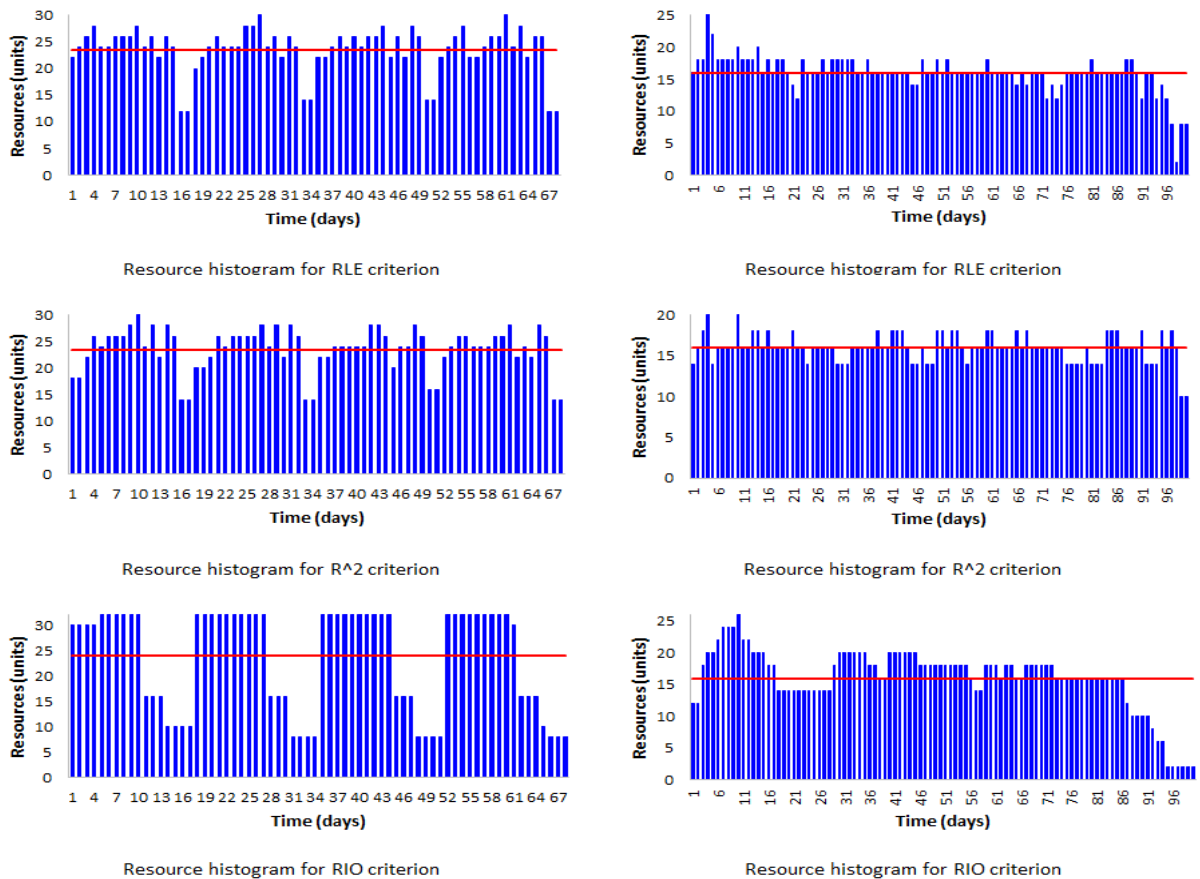 Resources (units)
30
25
20
15
10
5
0
1 4 7 10 13 16 19 22 25 28 31 34 37 40 43 46 49 52 55 58 61 64 67
Time (days)
Resource histogram for RLE criterion
Resources (units)
25
20
15
10
5
0
1 6 11 16 21 26 31 36 41 46 51 56 61 66 71 76 81 86 91 96
Time (days)
Resource histogram for RLE criterion
Resources (units)
30
25
20
15
10
5
0
1 4 7 10 13 16 19 22 25 28 31 34 37 40 43 46 49 52 55 58 61 64 67
Time (days)
Resource histogram for R^2 criterion
Resources (units)
20
15
10
5
0
1 6 11 16 21 26 31 36 41 46 51 56 61 66 71 76 81 86 91 96
Time (days)
Resource histogram for R^2 criterion
Resources (units)
30
25
20
15
10
5
0
1 4 7 10 13 16 19 22 25 28 31 34 37 40 43 46 49 52 55 58 61 64 67
Time (days)
Resource histogram for RIO criterion
Resources (units)
25
20
15
10
5
0
1 6 11 16 21 26 31 36 41 46 51 56 61 66 71 76 81 86 91 96
Time (days)
Resource histogram for RIO criterion